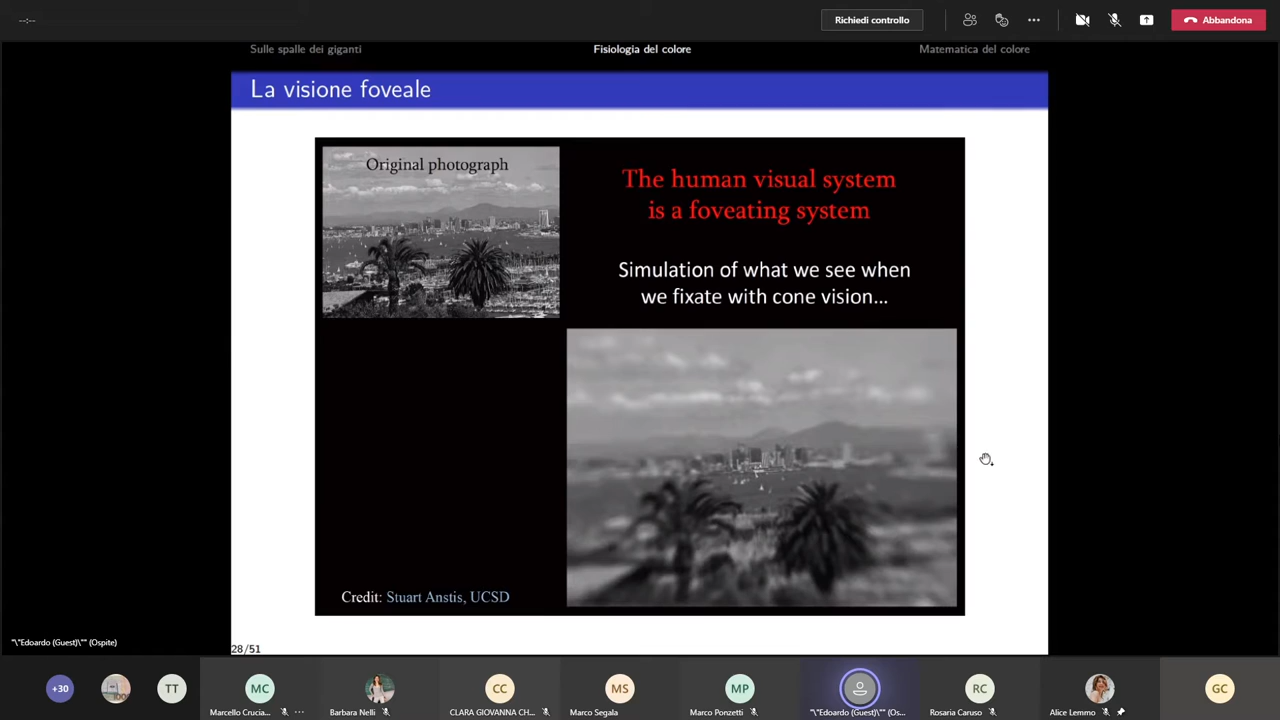 --:--
Richiedi controllo
Abbandona
Sulle spalle dei giganti
Fisiologia del colore
Matematica del colore
La visione foveale
Original photograph
The human visual system
is a foveating system
Simulation of what we see when
we fixate with cone vision...
Credit: Stuart Anstis, UCSD
"\"Edoardo (Guest)\"" (Ospite)
28/51
+30
TT
MC
CC
MS
MP
RC
GC
Marcello Crucia...
Barbara Nelli
CLARA GIOVANNA CH...
Marco Segala
Marco Ponzetti
"\"Edoardo (Guest)\"" (Os...
Rosaria Caruso
Alice Lemmo